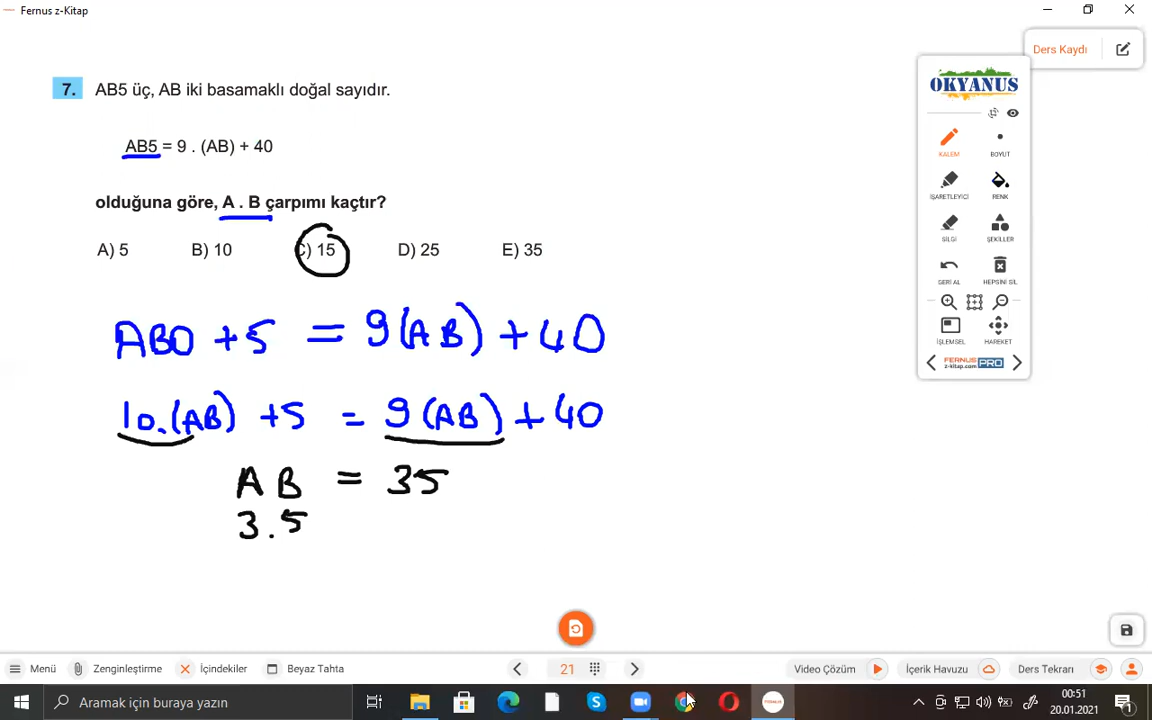 Fernus z-Kitap
Ders Kaydı
OKYANUS
7. AB5 üç, AB iki basamaklı doğal sayıdır.
AB5 = 9 . (AB) + 40
olduğuna göre, A . B çarpımı kaçtır?
A) 5 B) 10 C) 15 D) 25 E) 35
KALEM BOYUT
İŞARETLEYİCİ RENK
SİLGİ ŞEKİLLER
GERİ AL HEPSİNİ SİL
İŞLEMSEL HAREKET
FERNUS PRO
z-kitap.com
AB0 + 5 = 9(AB) + 40
10.(AB) + 5 = 9(AB) + 40
AB = 35
3.5
Menü Zenginleştirme İçindekiler Beyaz Tahta 21 Video Çözüm İçerik Havuzu Ders Tekrarı
Aramak için buraya yazın
00:51
20.01.2021
1